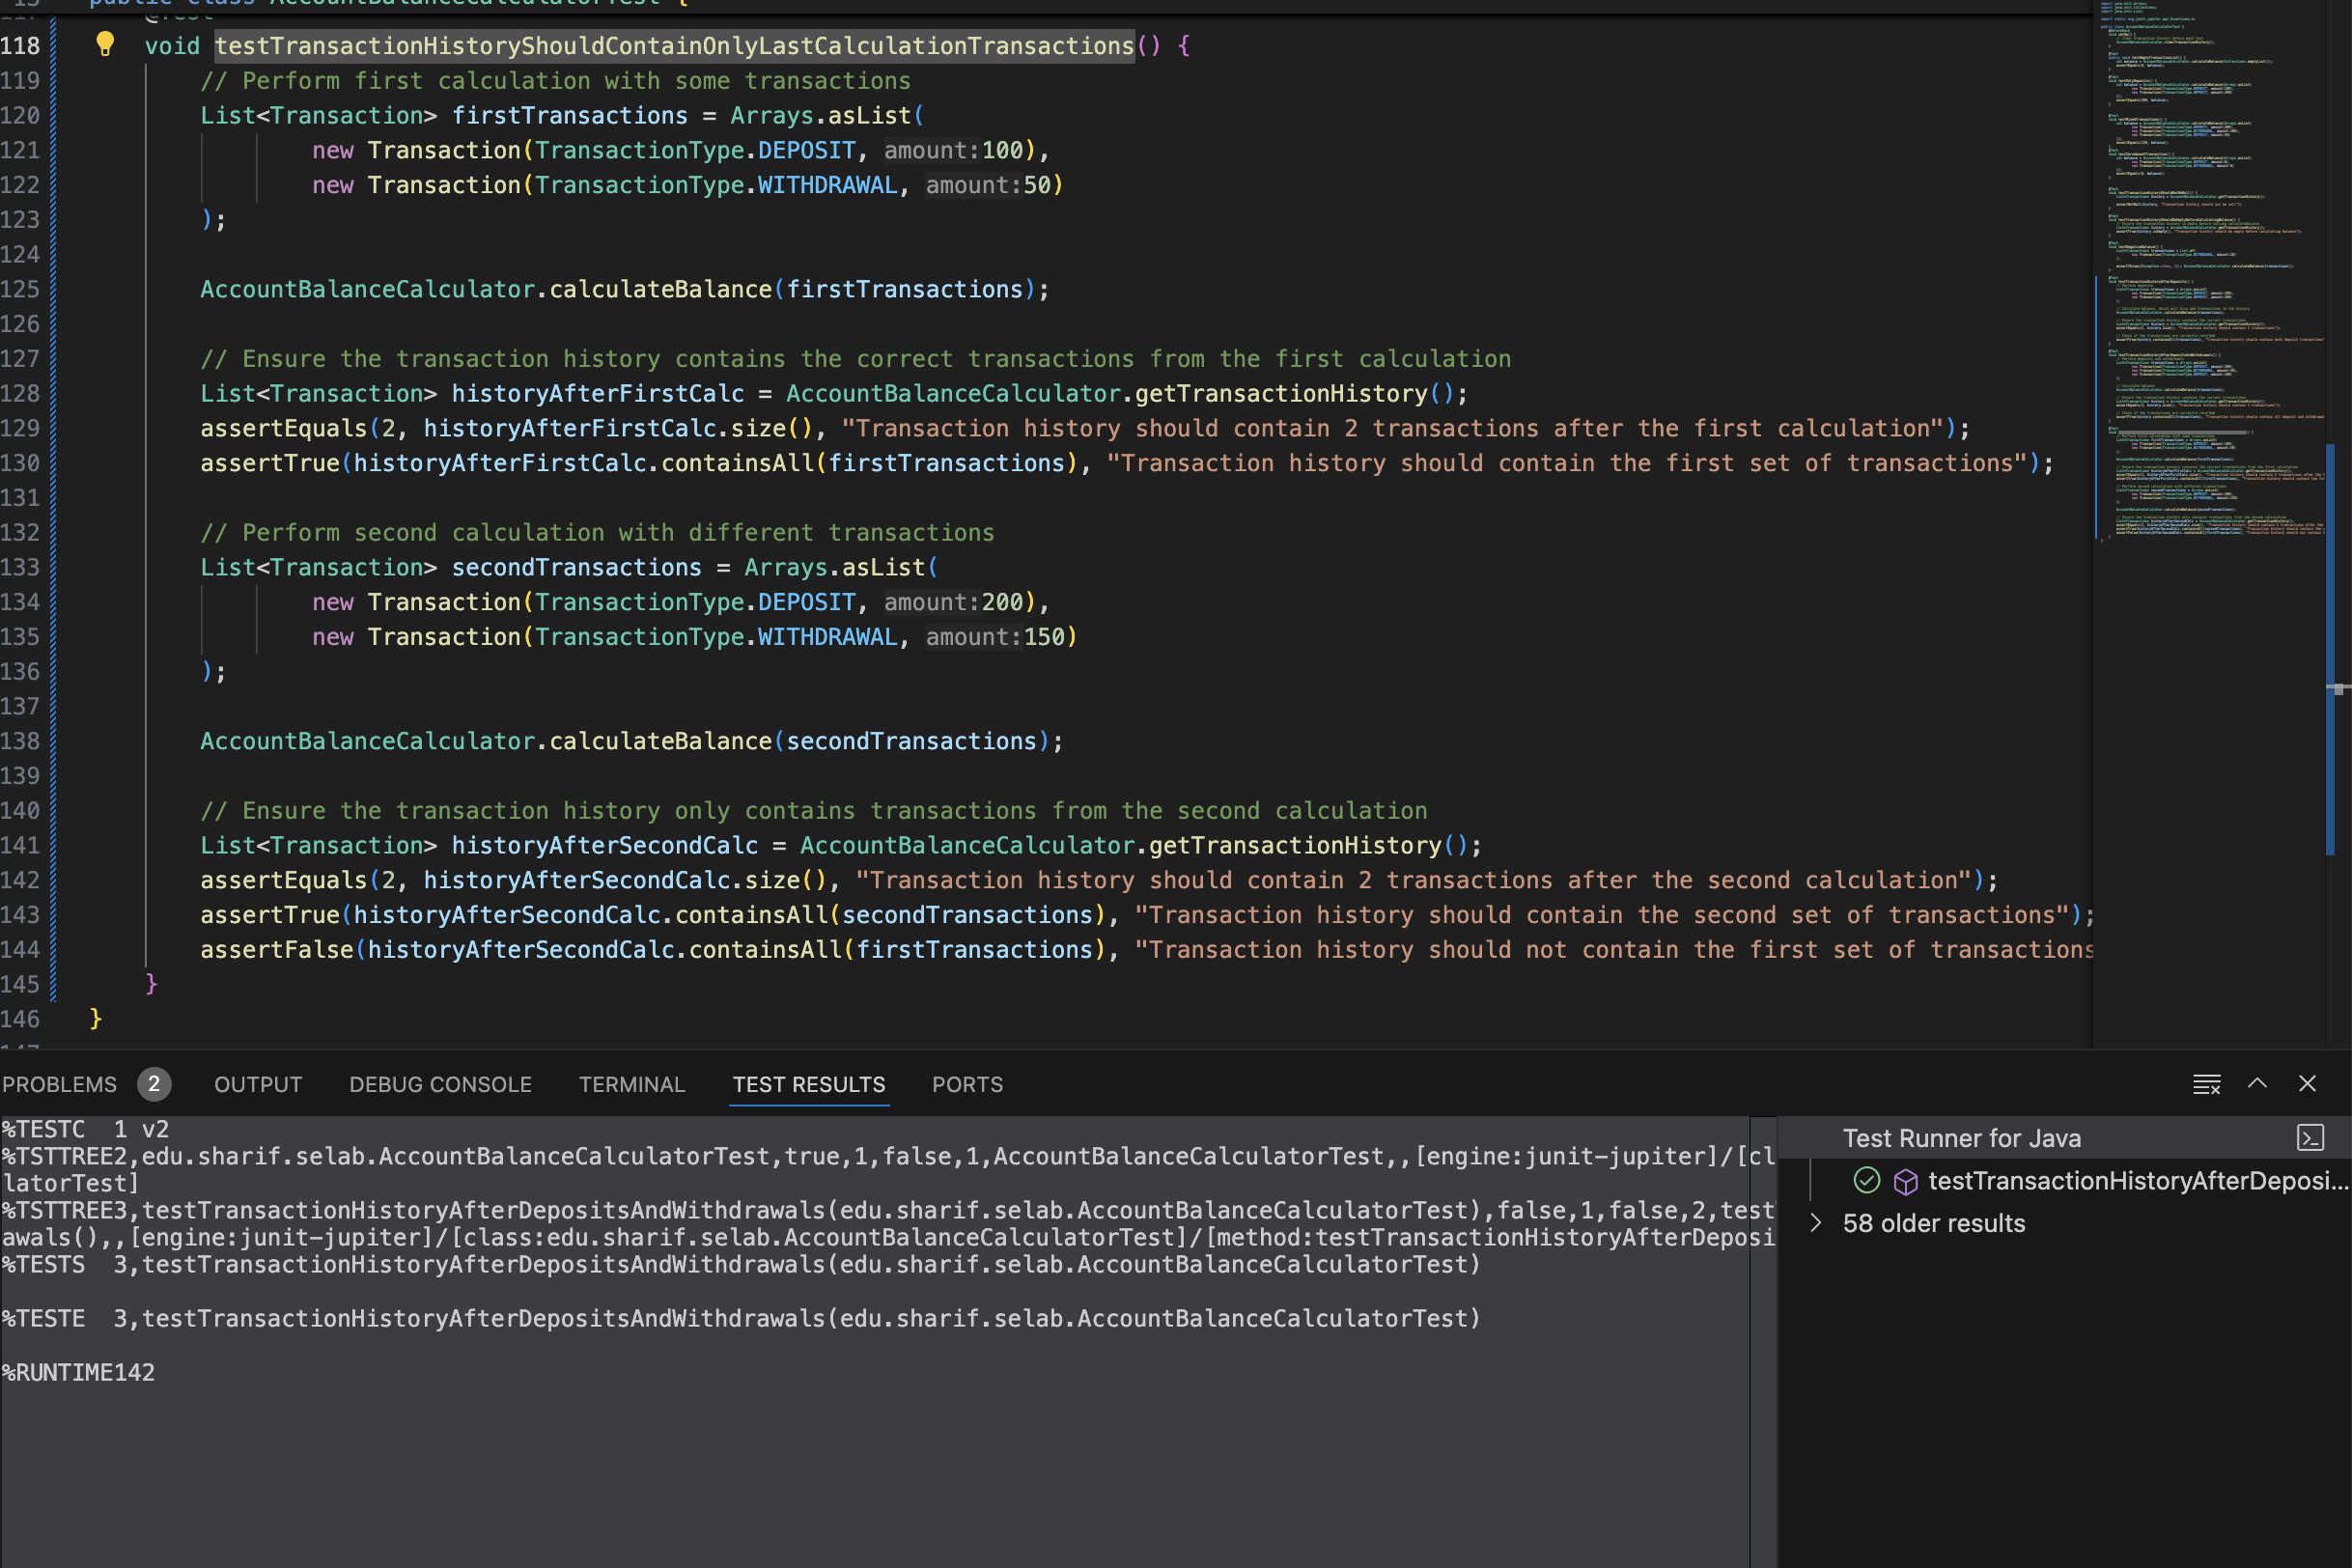 public class AccountBalanceCalculatorTest {
@Test
118 void testTransactionHistoryShouldContainOnlyLastCalculationTransactions() {
119 // Perform first calculation with some transactions
120 List<Transaction> firstTransactions = Arrays.asList(
121 new Transaction(TransactionType.DEPOSIT, amount:100),
122 new Transaction(TransactionType.WITHDRAWAL, amount:50)
123 );
124
125 AccountBalanceCalculator.calculateBalance(firstTransactions);
126
127 // Ensure the transaction history contains the correct transactions from the first calculation
128 List<Transaction> historyAfterFirstCalc = AccountBalanceCalculator.getTransactionHistory();
129 assertEquals(2, historyAfterFirstCalc.size(), "Transaction history should contain 2 transactions after the first calculation");
130 assertTrue(historyAfterFirstCalc.containsAll(firstTransactions), "Transaction history should contain the first set of transactions");
131
132 // Perform second calculation with different transactions
133 List<Transaction> secondTransactions = Arrays.asList(
134 new Transaction(TransactionType.DEPOSIT, amount:200),
135 new Transaction(TransactionType.WITHDRAWAL, amount:150)
136 );
137
138 AccountBalanceCalculator.calculateBalance(secondTransactions);
139
140 // Ensure the transaction history only contains transactions from the second calculation
141 List<Transaction> historyAfterSecondCalc = AccountBalanceCalculator.getTransactionHistory();
142 assertEquals(2, historyAfterSecondCalc.size(), "Transaction history should contain 2 transactions after the second calculation");
143 assertTrue(historyAfterSecondCalc.containsAll(secondTransactions), "Transaction history should contain the second set of transactions");
144 assertFalse(historyAfterSecondCalc.containsAll(firstTransactions), "Transaction history should not contain the first set of transactions
145 }
146 }
PROBLEMS 2 OUTPUT DEBUG CONSOLE TERMINAL TEST RESULTS PORTS
%TESTC 1 v2
%TSTTREE2,edu.sharif.selab.AccountBalanceCalculatorTest,true,1,false,1,AccountBalanceCalculatorTest,,[engine:junit-jupiter]/[cl
latorTest]
%TSTTREE3,testTransactionHistoryAfterDepositsAndWithdrawals(edu.sharif.selab.AccountBalanceCalculatorTest),false,1,false,2,test
awals(),,[engine:junit-jupiter]/[class:edu.sharif.selab.AccountBalanceCalculatorTest]/[method:testTransactionHistoryAfterDeposi
%TESTS 3,testTransactionHistoryAfterDepositsAndWithdrawals(edu.sharif.selab.AccountBalanceCalculatorTest)
%TESTE 3,testTransactionHistoryAfterDepositsAndWithdrawals(edu.sharif.selab.AccountBalanceCalculatorTest)
%RUNTIME142
Test Runner for Java
testTransactionHistoryAfterDeposi...
58 older results